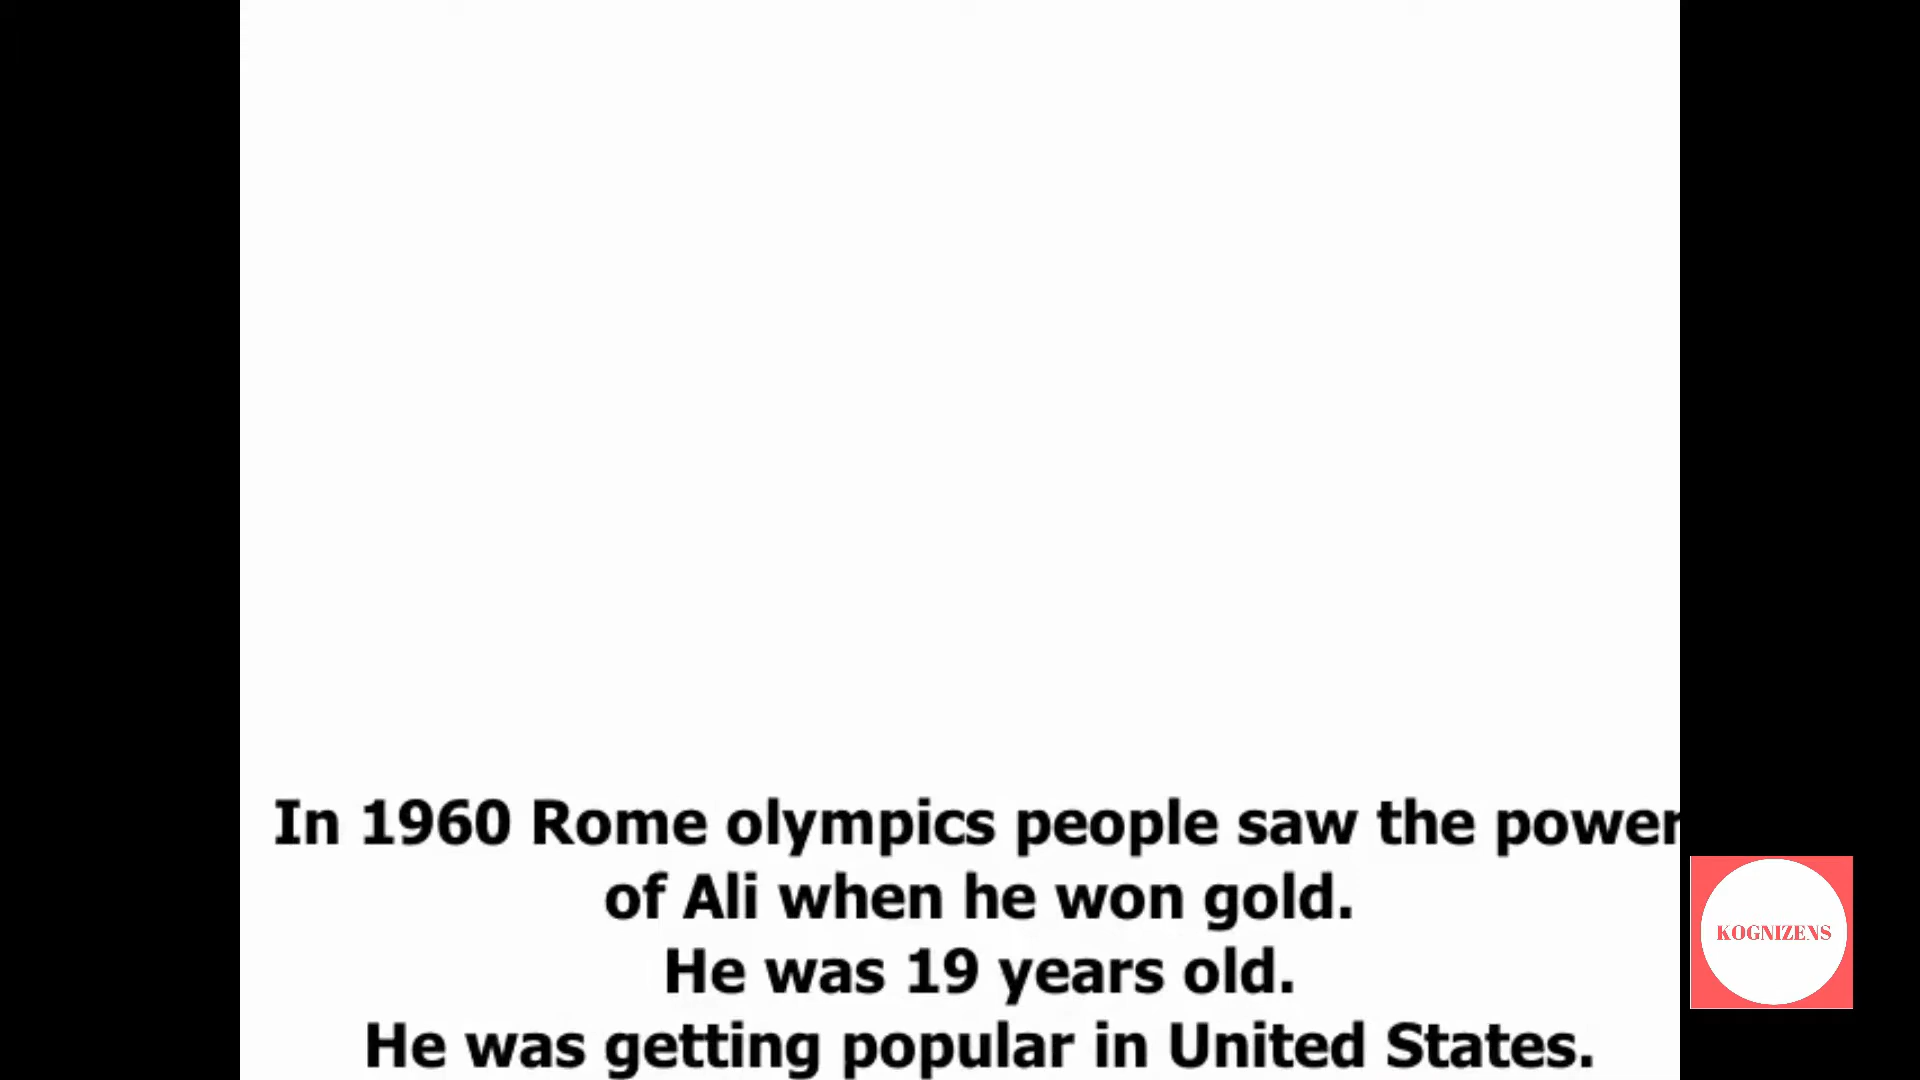 In 1960 Rome olympics people saw the power
of Ali when he won gold.
He was 19 years old.
He was getting popular in United States.
KOGNIZENS